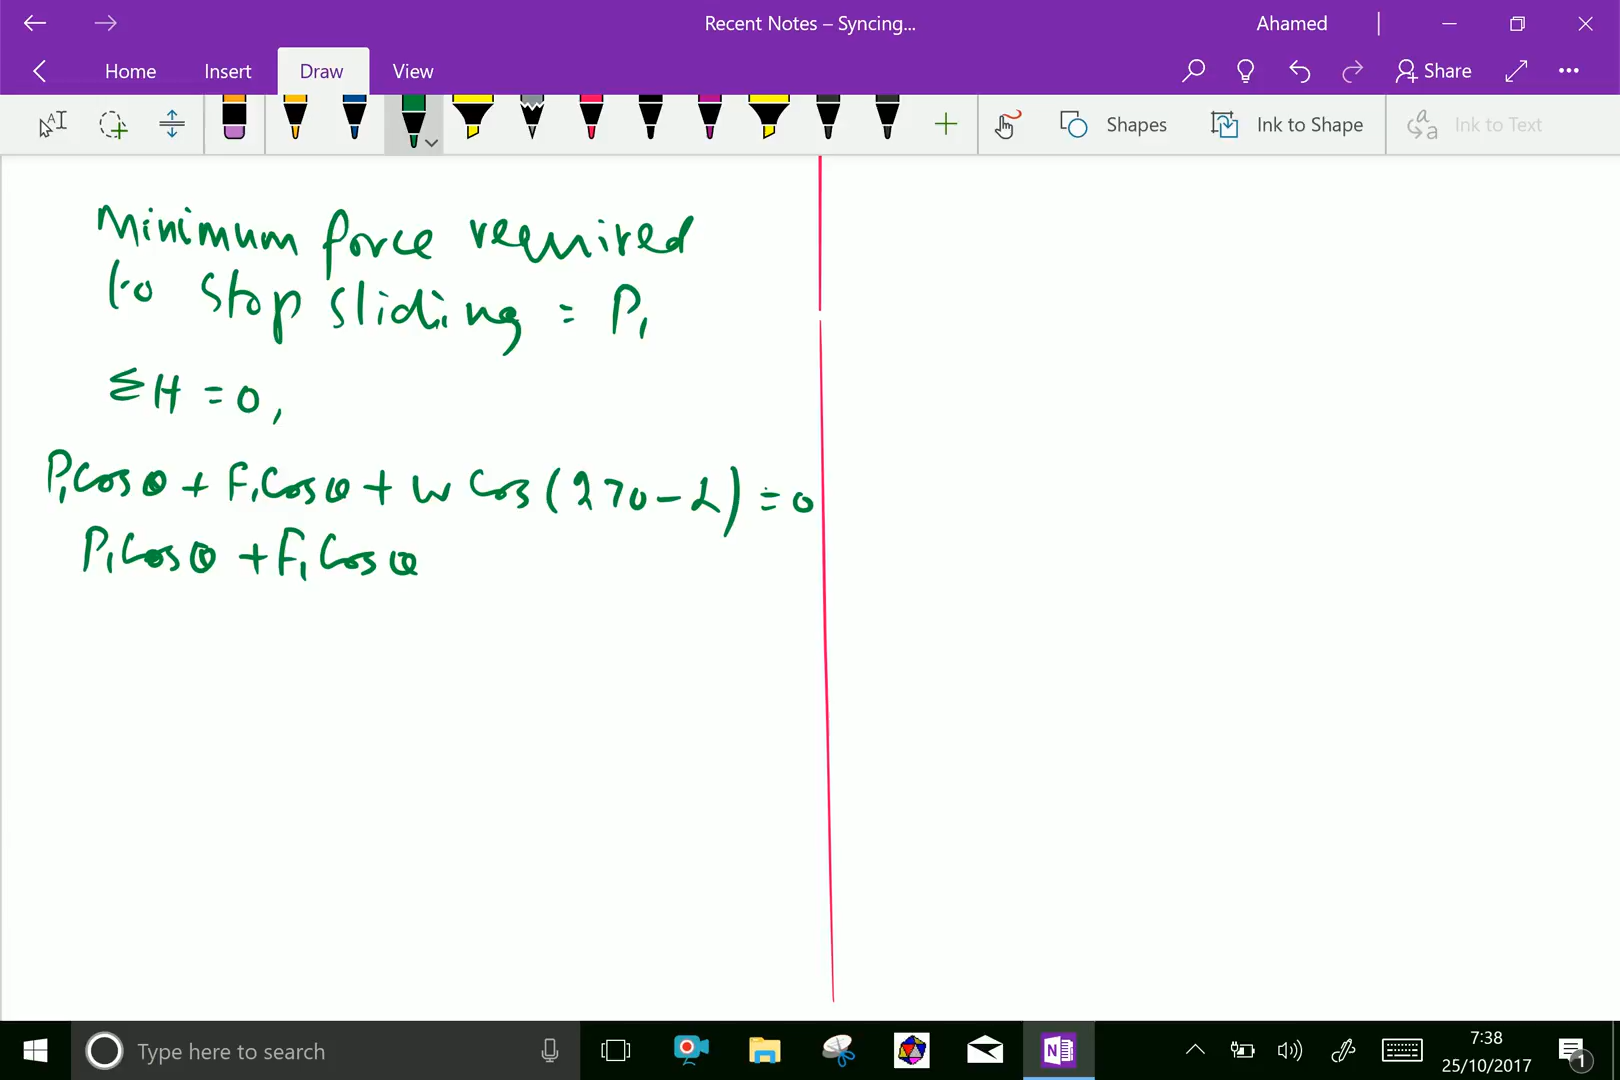 Recent Notes – Syncing...
Ahamed
Home Insert Draw View
Share
Shapes
Ink to Shape
Ink to Text
Minimum force required
to stop sliding = P₁
ΣH = 0,
P₁Cos θ + F₁Cos θ + W Cos (270 - α) = 0
P₁Cos θ + F₁ Cos θ
Type here to search
7:38
25/10/2017
1